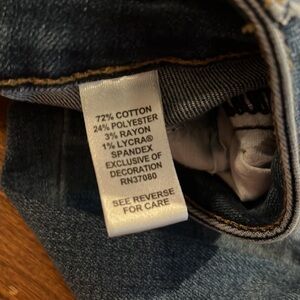 72% COTTON
24% POLYESTER
3% RAYON
1% LYCRA®
SPANDEX
EXCLUSIVE OF
DECORATION
RN37080
SEE REVERSE
FOR CARE